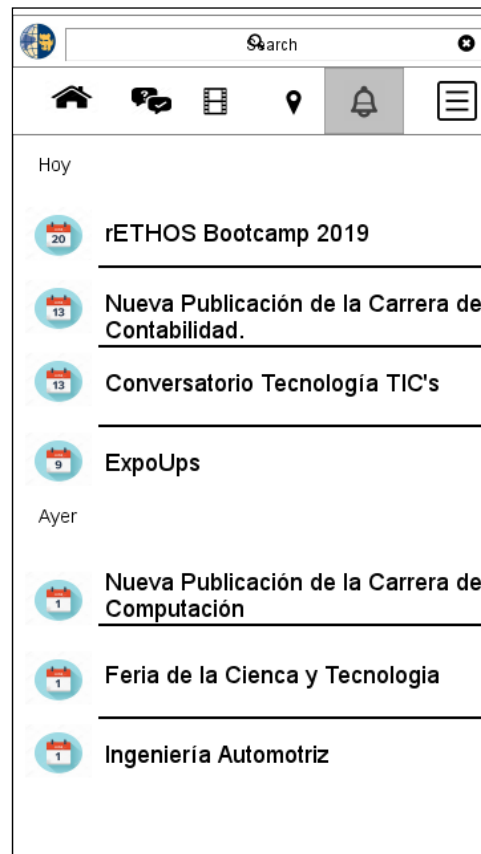 Search
Hoy
20
rETHOS Bootcamp 2019
13
Nueva Publicación de la Carrera de
Contabilidad.
13
Conversatorio Tecnología TIC's
9
ExpoUps
Ayer
1
Nueva Publicación de la Carrera de
Computación
1
Feria de la Cienca y Tecnologia
1
Ingeniería Automotriz